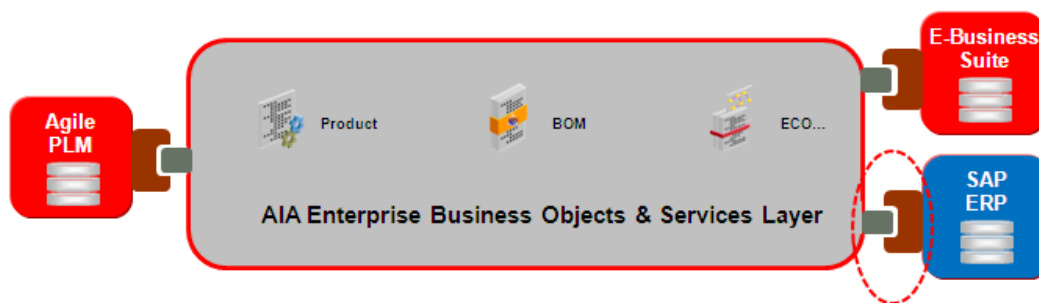 Agile
PLM
Product
BOM
ECO...
AIA Enterprise Business Objects & Services Layer
E-Business
Suite
SAP
ERP